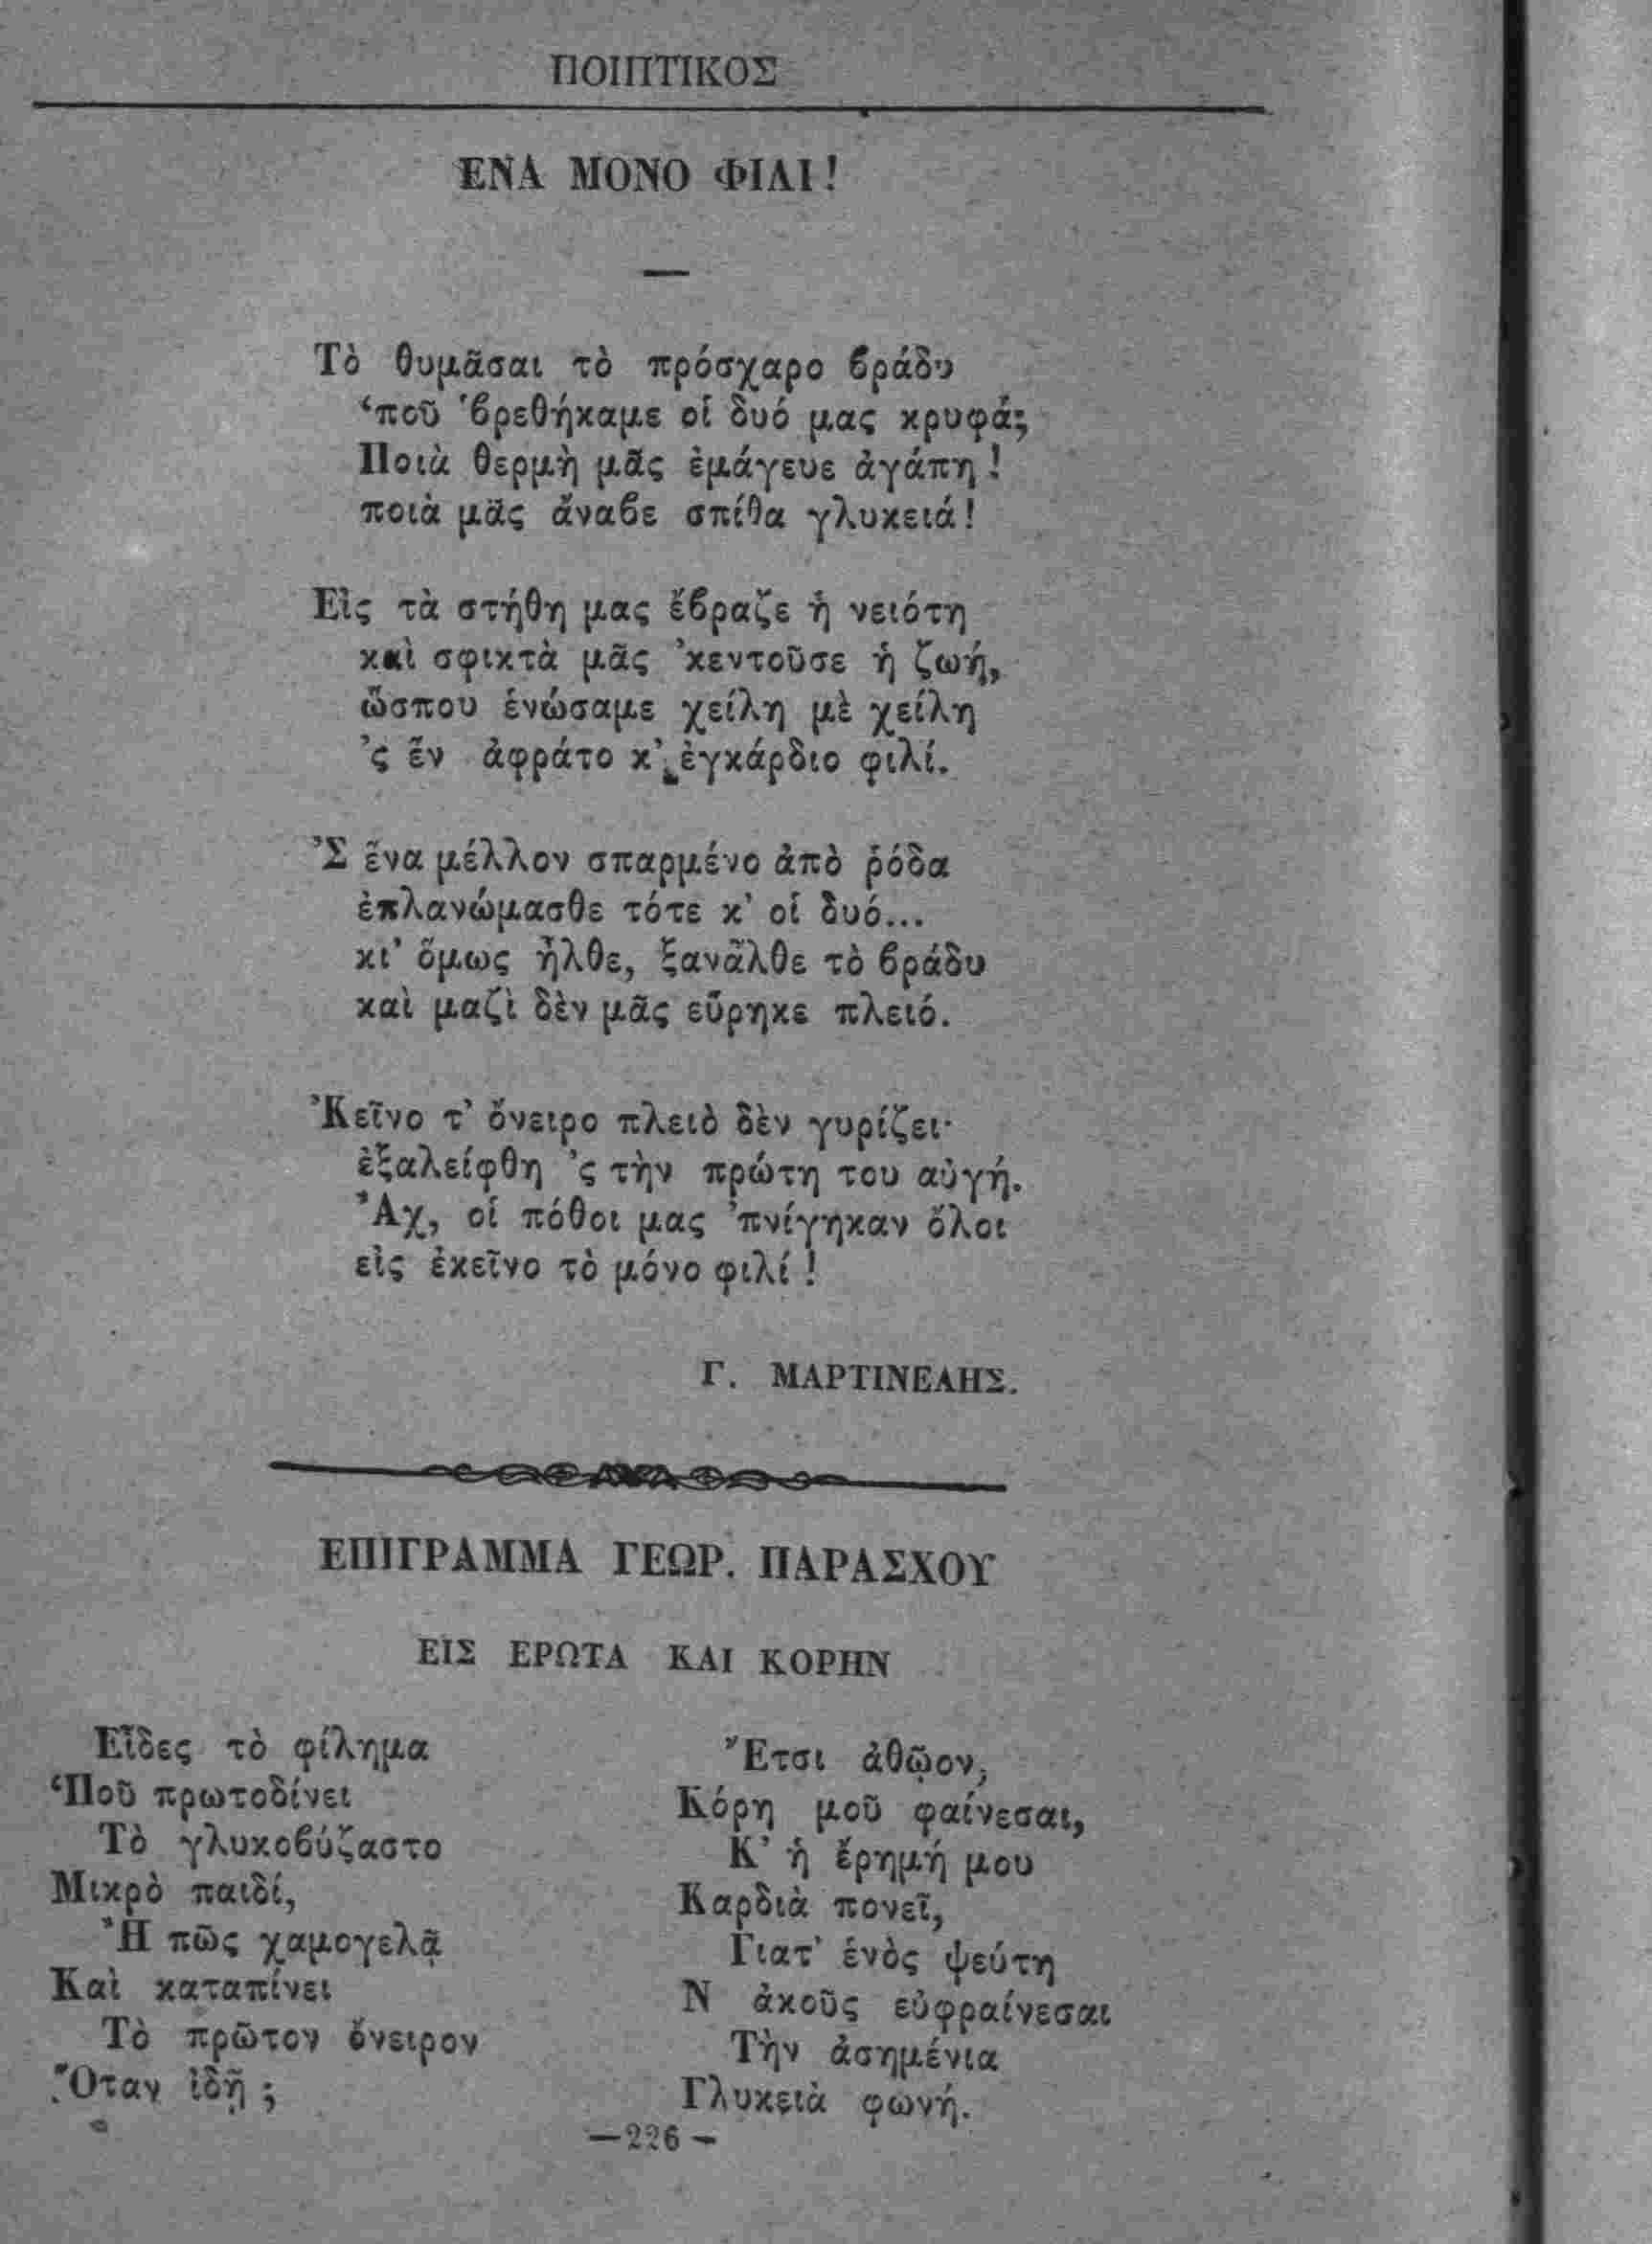 ΠΟΙΠΤΙΚΟΣ
ΕΝΑ ΜΟΝΟ ΦΙΛΙ!
—
Τὸ θυμᾶσαι τὸ πρόσχαρο βράδυ
‘ποῦ ’βρεθήκαμε οἱ δυό μας κρυφά;
Ποιὰ θερμὴ μᾶς ἐμάγευε ἀγάπη!
ποιὰ μᾶς ἄναβε σπίθα γλυκειά!
Εἰς τὰ στήθη μας ἔβραζε ἡ νειότη
καὶ σφικτὰ μᾶς ’κεντοῦσε ἡ ζωή,
ὥσπου ἑνώσαμε χείλη μὲ χείλη
’ς ἕν ἀφράτο κ’ ἐγκάρδιο φιλί.
’Σ ἕνα μέλλον σπαρμένο ἀπὸ ῥόδα
ἐπλανώμασθε τότε κ’ οἱ δυό...
κι’ ὅμως ἦλθε, ξανἆλθε τὸ βράδυ
καὶ μαζὶ δὲν μᾶς εὕρηκε πλειό.
’Κεῖνο τ’ ὄνειρο πλειὸ δὲν γυρίζει·
ἐξαλείφθη ’ς τὴν πρώτη του αὐγή.
Ἄχ, οἱ πόθοι μας ’πνίγηκαν ὅλοι
εἰς ἐκεῖνο τὸ μόνο φιλί!
Γ. ΜΑΡΤΙΝΕΛΗΣ.
ΕΠΙΓΡΑΜΜΑ ΓΕΩΡ. ΠΑΡΑΣΧΟΥ
ΕΙΣ ΕΡΩΤΑ ΚΑΙ ΚΟΡΗΝ
Εἶδες τὸ φίλημα
‘Ποῦ πρωτοδίνει
Τὸ γλυκοβύζαστο
Μικρὸ παιδί,
Ἢ πῶς χαμογελᾷ
Καὶ καταπίνει
Τὸ πρῶτον ὄνειρον
Ὅταν ἰδῇ ;
Ἔτσι ἀθῷον,
Κόρη μοῦ φαίνεσαι,
Κ’ ἡ ἔρημή μου
Καρδιὰ πονεῖ,
Γιατ’ ἑνὸς ψεύτη
Ν ἀκοῦς εὐφραίνεσαι
Τὴν ἀσημένια
Γλυκειὰ φωνή.
—226—